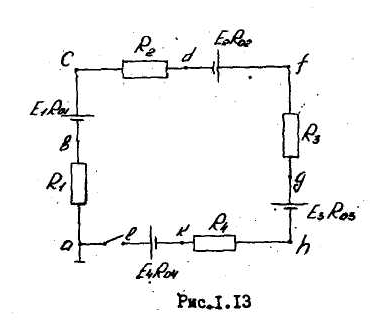 C
R2
d
E2R02
f
E1R01
в
R1
R3
g
E3R03
a
e
E4R04
к
R4
h
Рис.I.I3